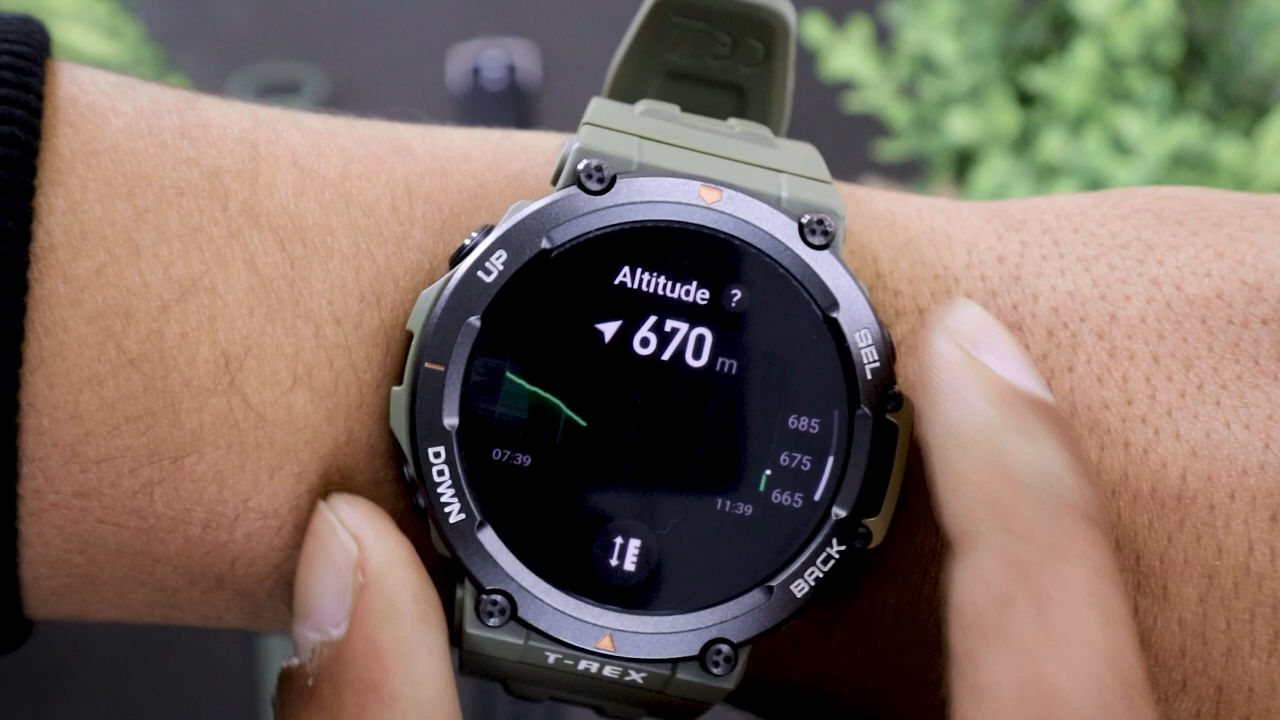 UP
SEL
Altitude ?
670 m
685
675
665
07:39
11:39
DOWN
BACK
T-REX